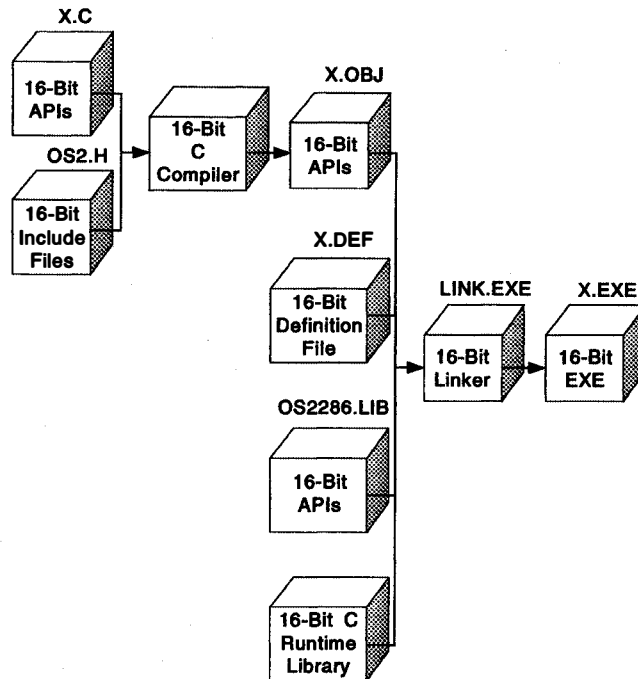 X.C
16-Bit
APIs
OS2.H
16-Bit
Include
Files
16-Bit
C
Compiler
X.OBJ
16-Bit
APIs
X.DEF
16-Bit
Definition
File
OS2286.LIB
16-Bit
APIs
16-Bit C
Runtime
Library
LINK.EXE
16-Bit
Linker
X.EXE
16-Bit
EXE